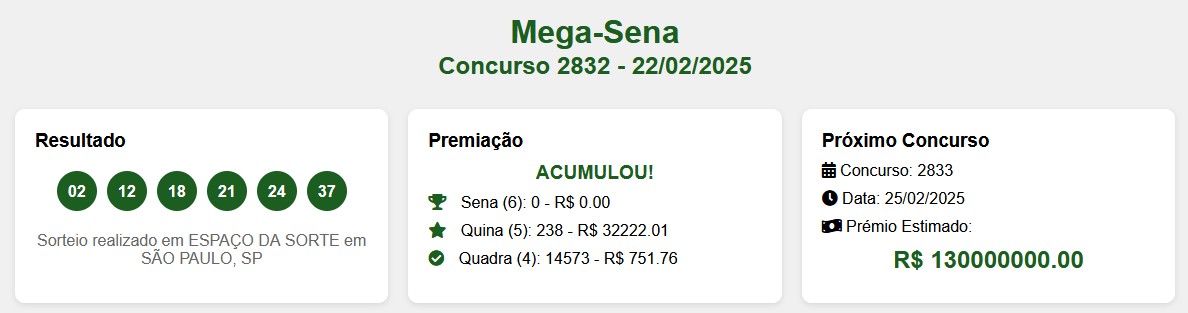 Mega-Sena
Concurso 2832 - 22/02/2025
Resultado
02 12 18 21 24 37
Sorteio realizado em ESPAÇO DA SORTE em
SÃO PAULO, SP
Premiação
ACUMULOU!
Sena (6): 0 - R$ 0.00
Quina (5): 238 - R$ 32222.01
Quadra (4): 14573 - R$ 751.76
Próximo Concurso
Concurso: 2833
Data: 25/02/2025
Prémio Estimado:
R$ 130000000.00